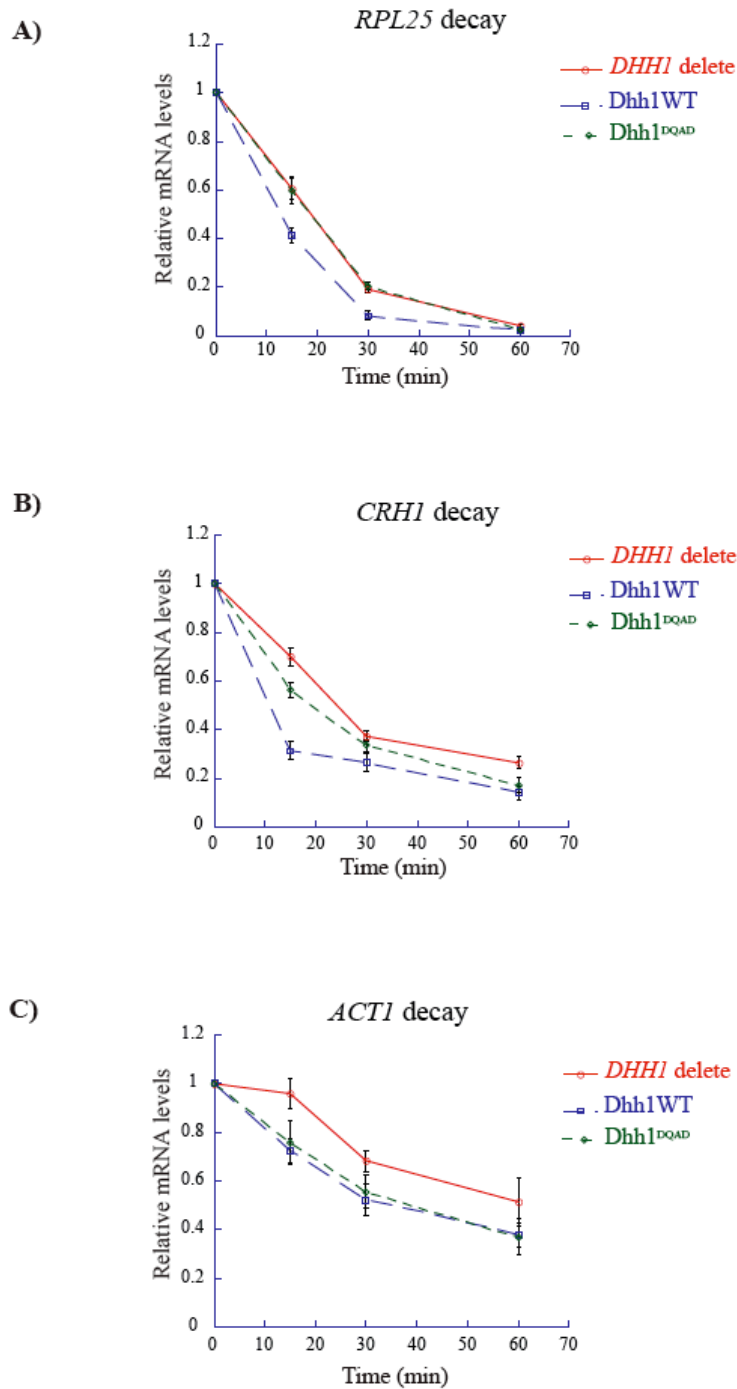 A)
RPL25 decay
1.2
1
0.8
0.6
0.4
0.2
0
Relative mRNA levels
0 10 20 30 40 50 60 70
Time (min)
DHH1 delete
Dhh1WT
Dhh1DQAD
B)
CRH1 decay
1.2
1
0.8
0.6
0.4
0.2
0
Relative mRNA levels
0 10 20 30 40 50 60 70
Time (min)
DHH1 delete
Dhh1WT
Dhh1DQAD
C)
ACT1 decay
1.2
1
0.8
0.6
0.4
0.2
0
Relative mRNA levels
0 10 20 30 40 50 60 70
Time (min)
DHH1 delete
Dhh1WT
Dhh1DQAD